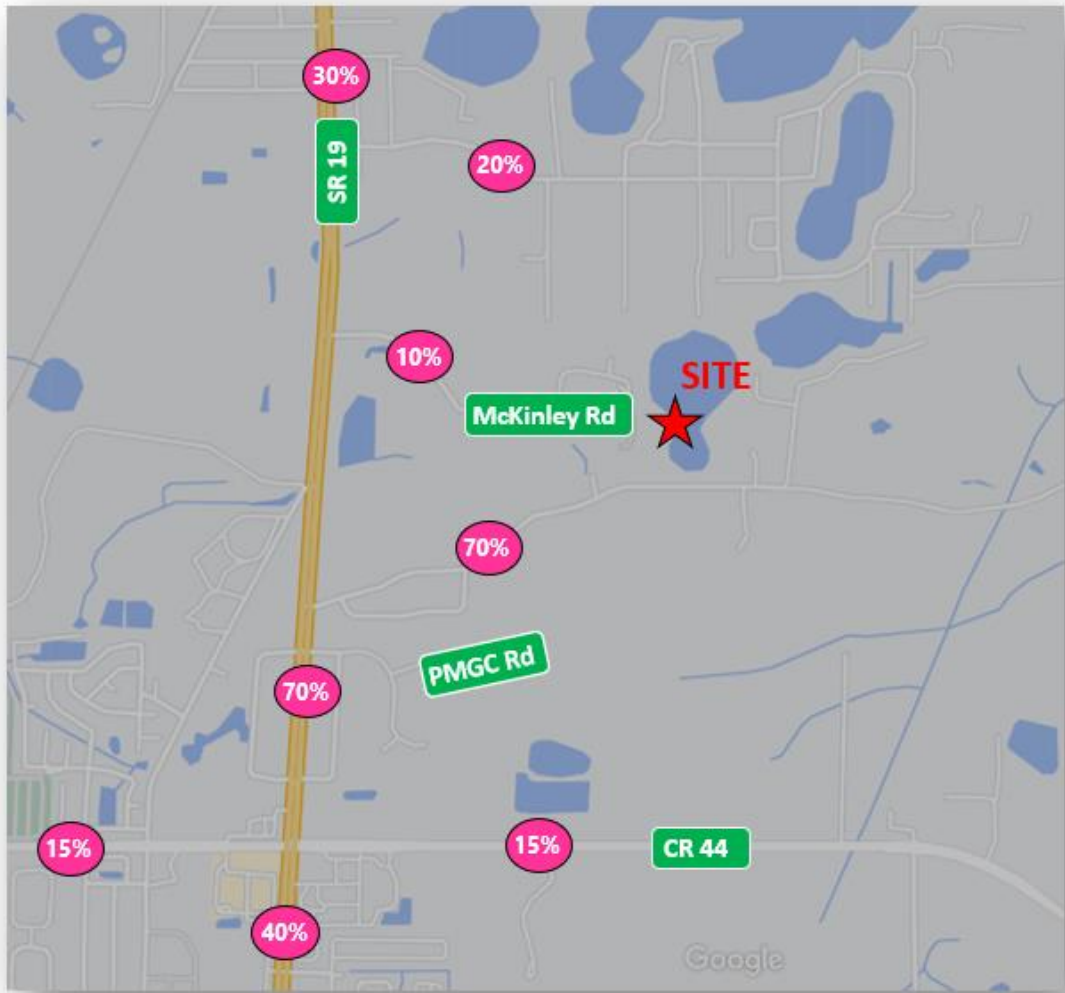 30%
SR 19
20%
10%
SITE
McKinley Rd
70%
PMGC Rd
70%
15%
15%
CR 44
40%
Google